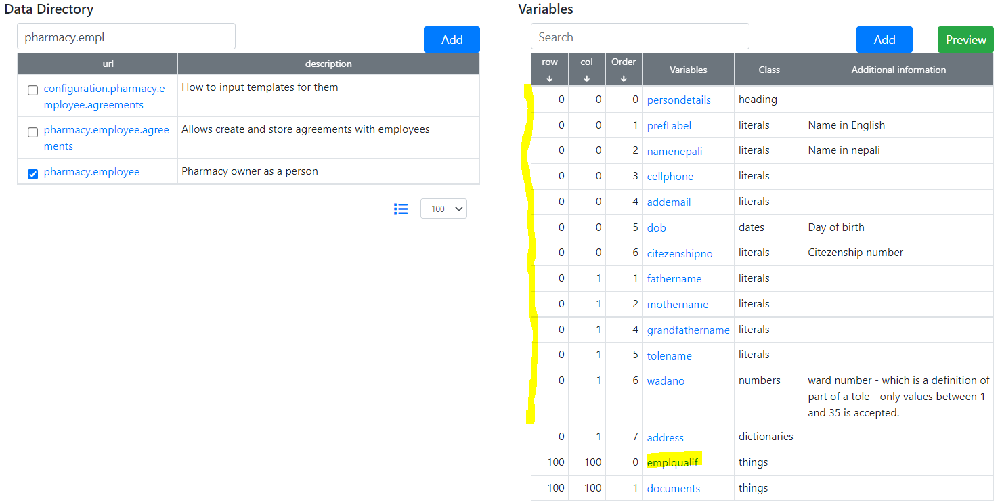 Data Directory
pharmacy.empl
Add
url description
configuration.pharmacy.e
mployee.agreements
How to input templates for them
pharmacy.employee.agree
ments
Allows create and store agreements with employees
pharmacy.employee Pharmacy owner as a person
100
Variables
Search
Add
Preview
row col Order Variables Class Additional information
0 0 0 persondetails heading
0 0 1 prefLabel literals Name in English
0 0 2 namenepali literals Name in nepali
0 0 3 cellphone literals
0 0 4 addemail literals
0 0 5 dob dates Day of birth
0 0 6 citezenshipno literals Citezenship number
0 1 1 fathername literals
0 1 2 mothername literals
0 1 4 grandfathername literals
0 1 5 tolename literals
0 1 6 wadano numbers ward number - which is a definition of
part of a tole - only values between 1
and 35 is accepted.
0 1 7 address dictionaries
100 100 0 emplqualif things
100 100 1 documents things